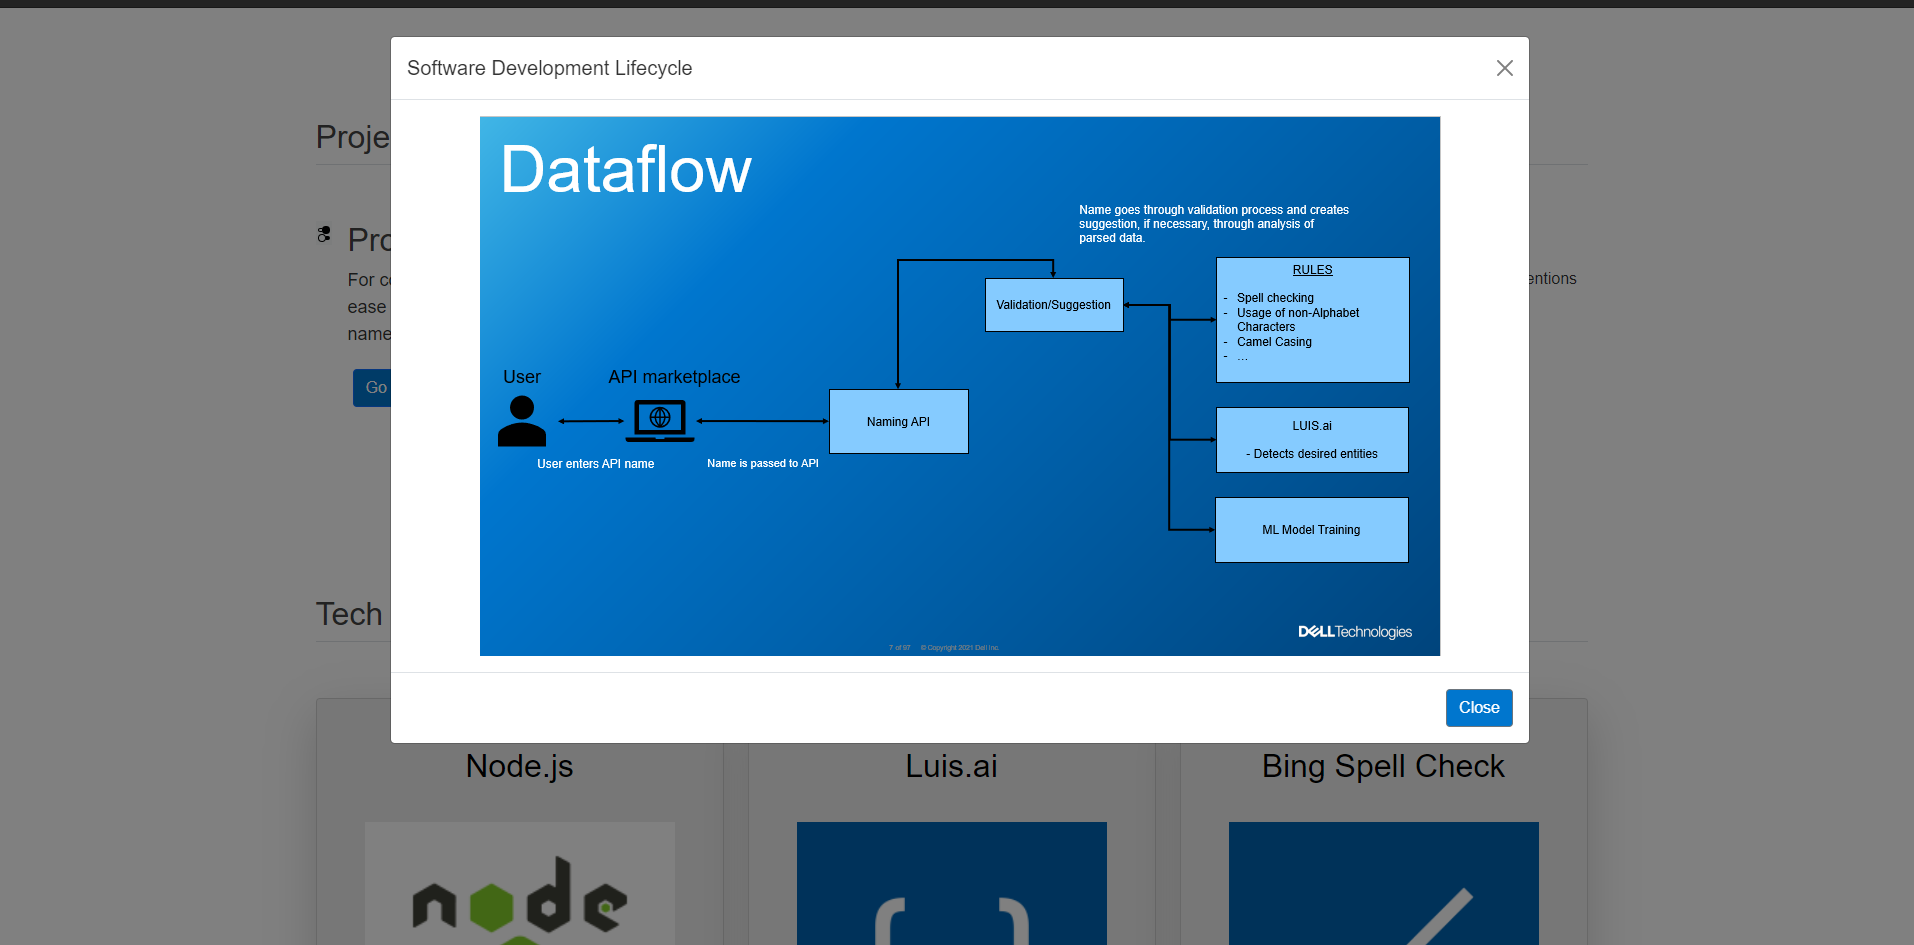 Software Development Lifecycle
Proje
Dataflow
Name goes through validation process and creates
suggestion, if necessary, through analysis of
parsed data.
Pro
For co
ease
name
entions
Go
RULES
- Spell checking
- Usage of non-Alphabet
Characters
- Camel Casing
- ...
Validation/Suggestion
User
API marketplace
Naming API
User enters API name
Name is passed to API
LUIS.ai
- Detects desired entities
ML Model Training
DELLTechnologies
7 of 97 © Copyright 2021 Dell Inc.
Tech
Close
Node.js
Luis.ai
Bing Spell Check
node